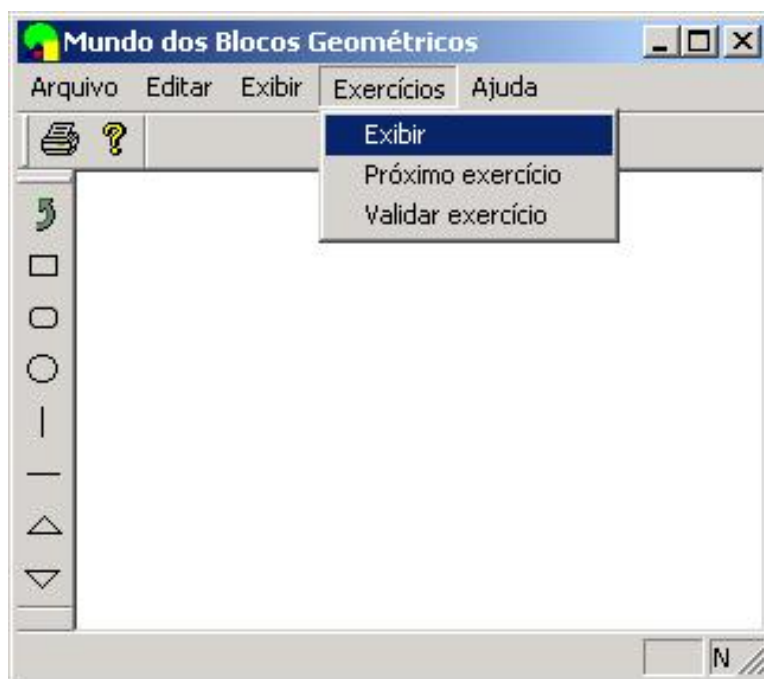 Mundo dos Blocos Geométricos
Arquivo Editar Exibir Exercícios Ajuda
Exibir
Próximo exercício
Validar exercício
N